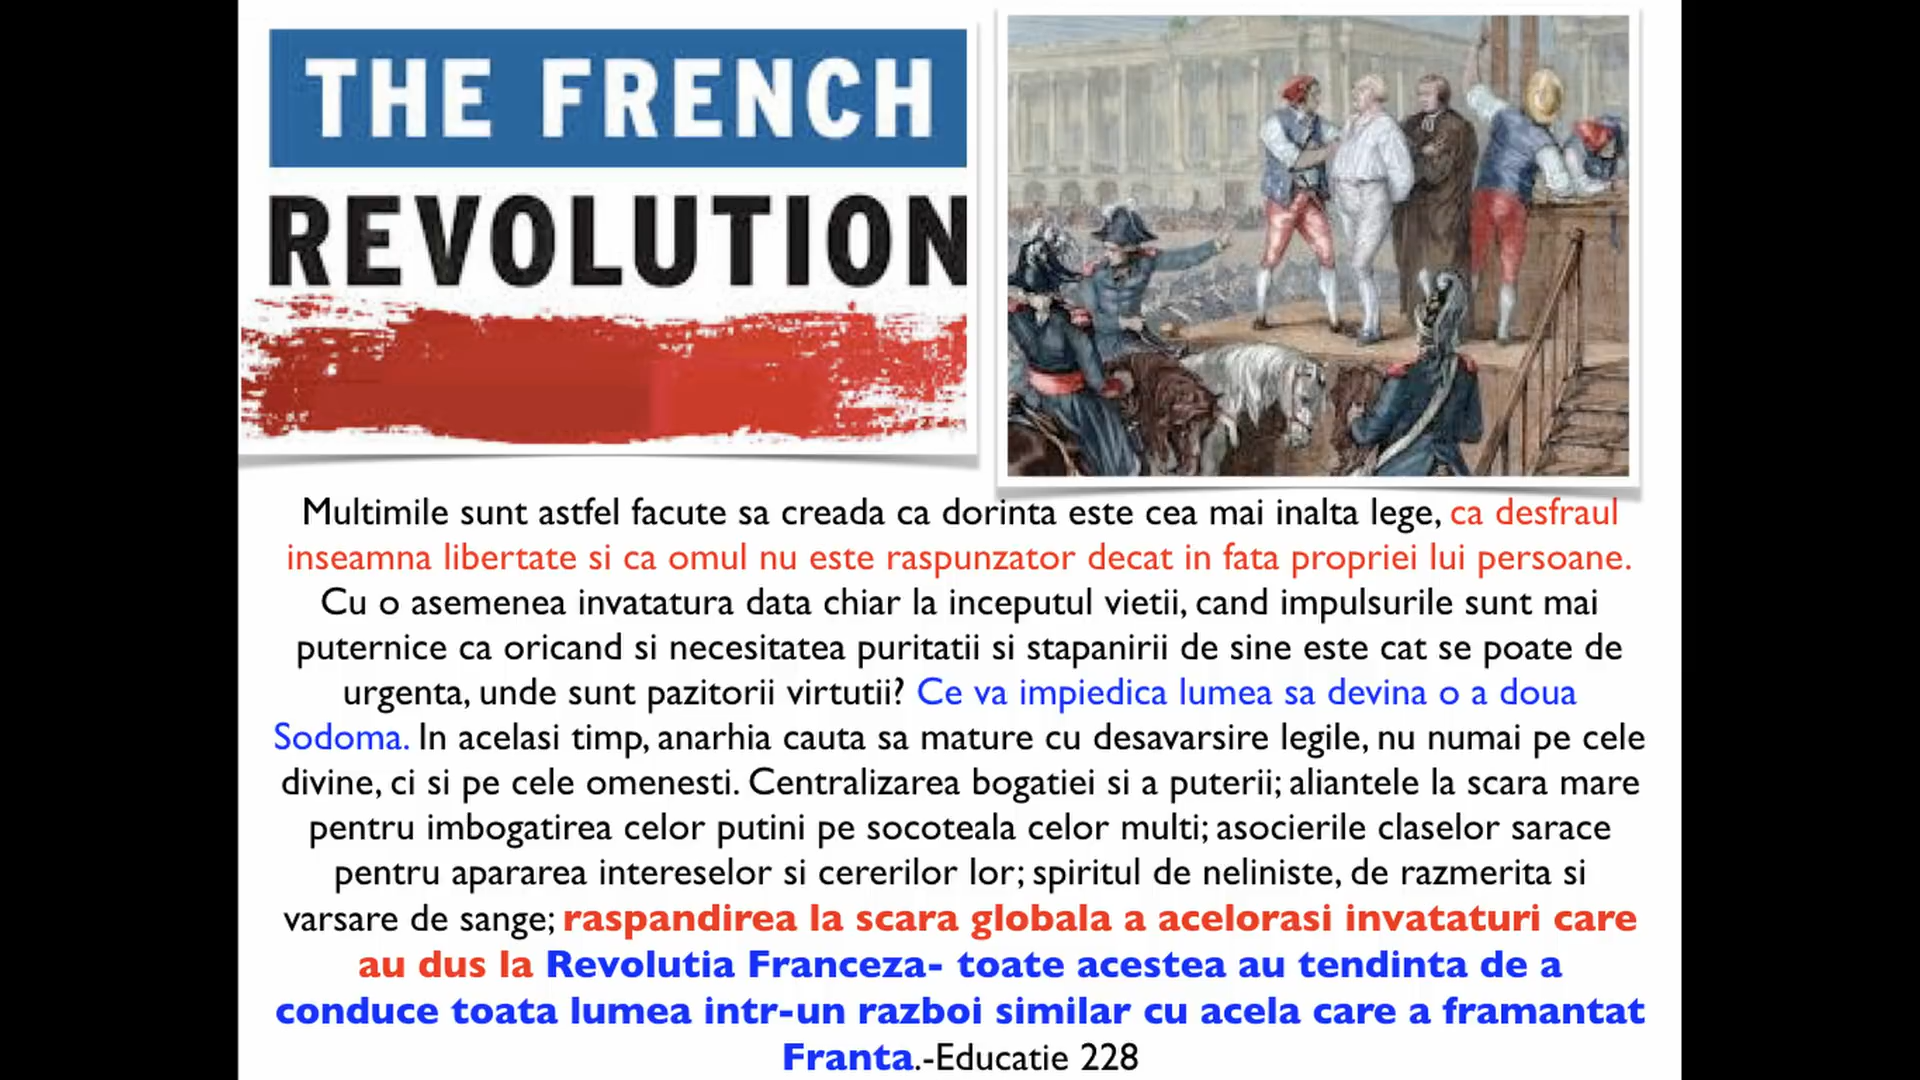 THE FRENCH
REVOLUTION
Multimile sunt astfel facute sa creada ca dorinta este cea mai inalta lege, ca desfraul
inseamna libertate si ca omul nu este raspunzator decat in fata propriei lui persoane.
Cu o asemenea invatatura data chiar la inceputul vietii, cand impulsurile sunt mai
puternice ca oricand si necesitatea puritatii si stapanirii de sine este cat se poate de
urgenta, unde sunt pazitorii virtutii? Ce va impiedica lumea sa devina o a doua
Sodoma. In acelasi timp, anarhia cauta sa mature cu desavarsire legile, nu numai pe cele
divine, ci si pe cele omenesti. Centralizarea bogatiei si a puterii; aliantele la scara mare
pentru imbogatirea celor putini pe socoteala celor multi; asocierile claselor sarace
pentru apararea intereselor si cererilor lor; spiritul de neliniste, de razmerita si
varsare de sange; raspandirea la scara globala a acelorasi invataturi care
au dus la Revolutia Franceza- toate acestea au tendinta de a
conduce toata lumea intr-un razboi similar cu acela care a framantat
Franta.-Educatie 228